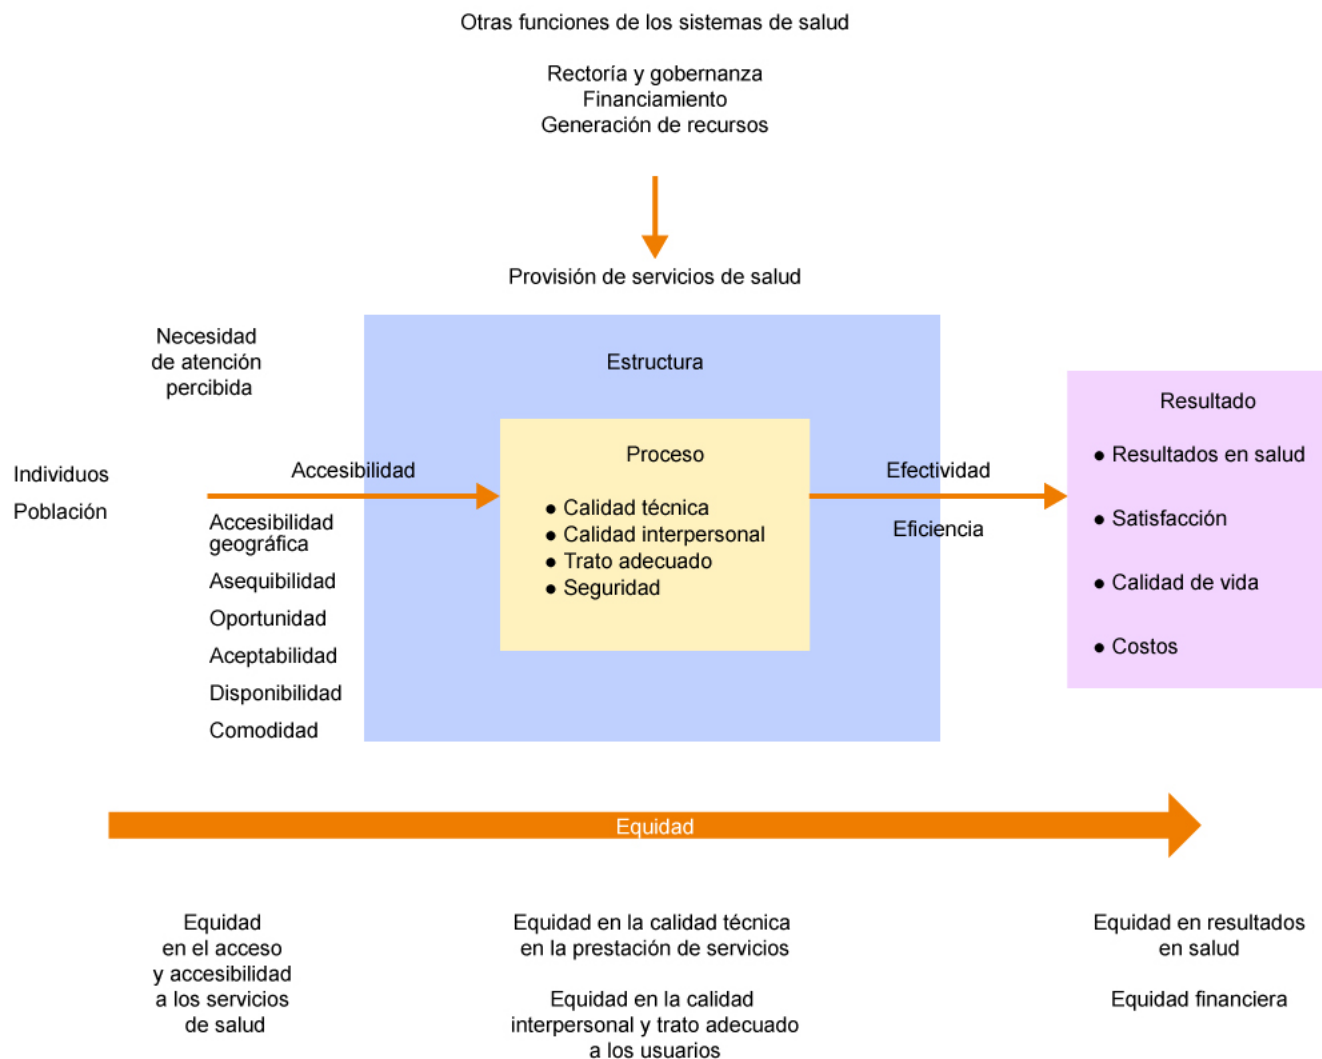 Otras funciones de los sistemas de salud
Rectoría y gobernanza
Financiamiento
Generación de recursos
Provisión de servicios de salud
Necesidad
de atención
percibida
Estructura
Individuos
Población
Accesibilidad
Accesibilidad
geográfica
Asequibilidad
Oportunidad
Aceptabilidad
Disponibilidad
Comodidad
Proceso
● Calidad técnica
● Calidad interpersonal
● Trato adecuado
● Seguridad
Efectividad
Eficiencia
Resultado
● Resultados en salud
● Satisfacción
● Calidad de vida
● Costos
Equidad
Equidad
en el acceso
y accesibilidad
a los servicios
de salud
Equidad en la calidad técnica
en la prestación de servicios
Equidad en la calidad
interpersonal y trato adecuado
a los usuarios
Equidad en resultados
en salud
Equidad financiera